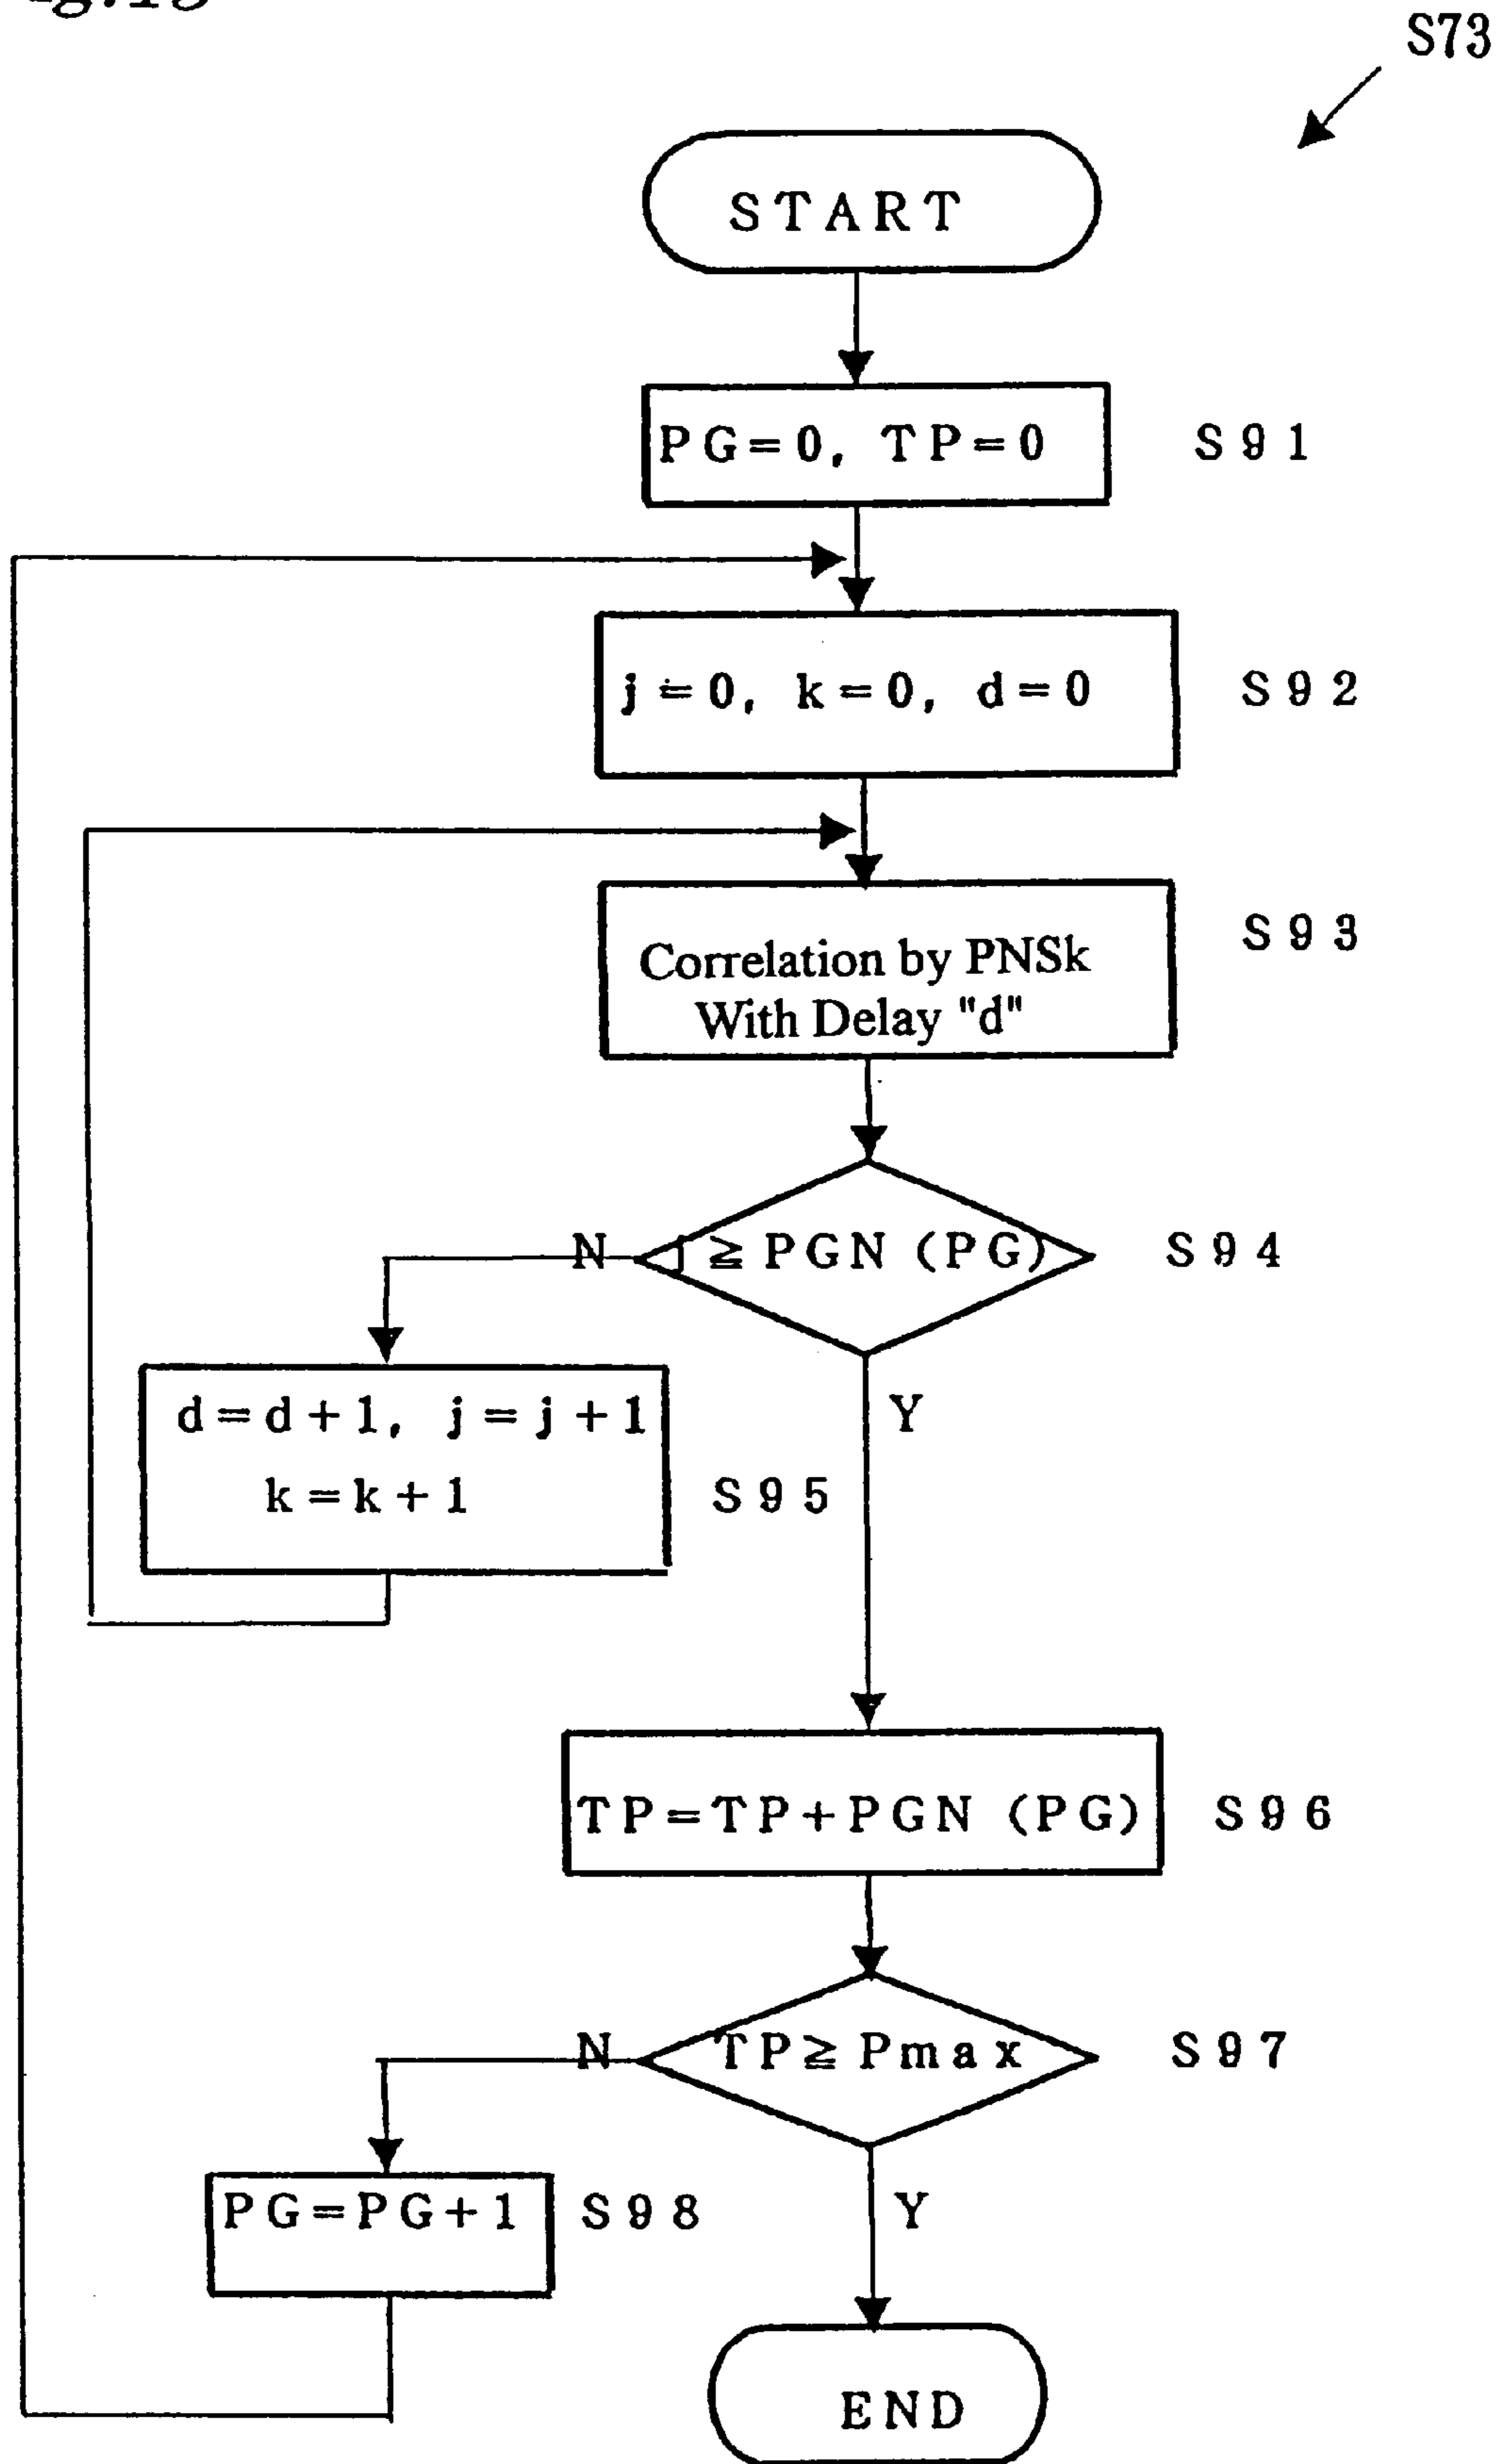 S73
START
PG=0, TP=0 S91
j=0, k=0, d=0 S92
Correlation by PNSk S93
With Delay "d"
N j ≧ PGN (PG) S94
d=d+1, j=j+1 Y
k=k+1 S95
TP=TP+PGN (PG) S96
N TP≧Pmax S97
PG=PG+1 S98 Y
END